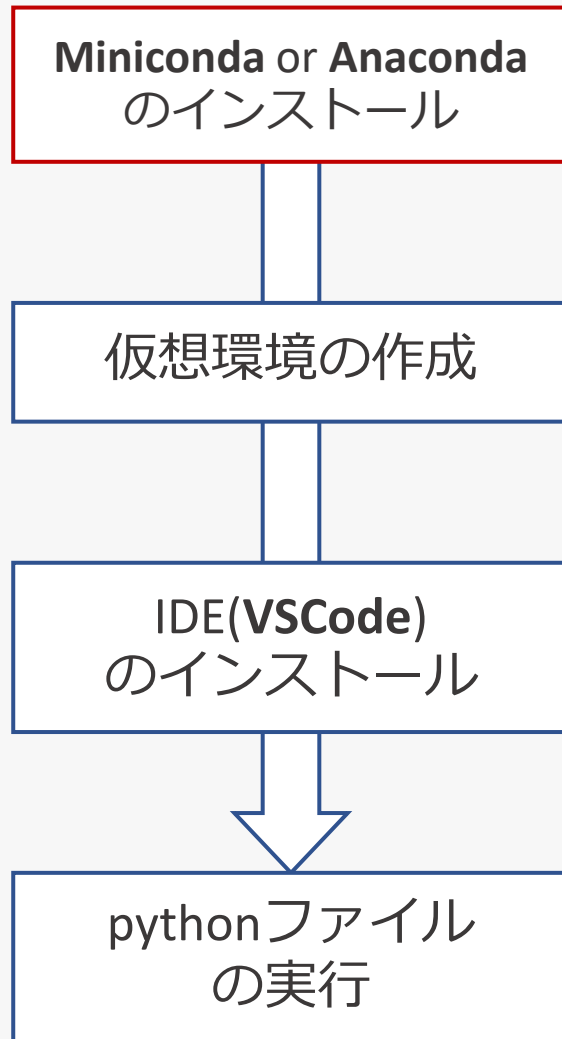 Miniconda or Anaconda
のインストール
仮想環境の作成
IDE(VSCode)
のインストール
pythonファイル
の実行